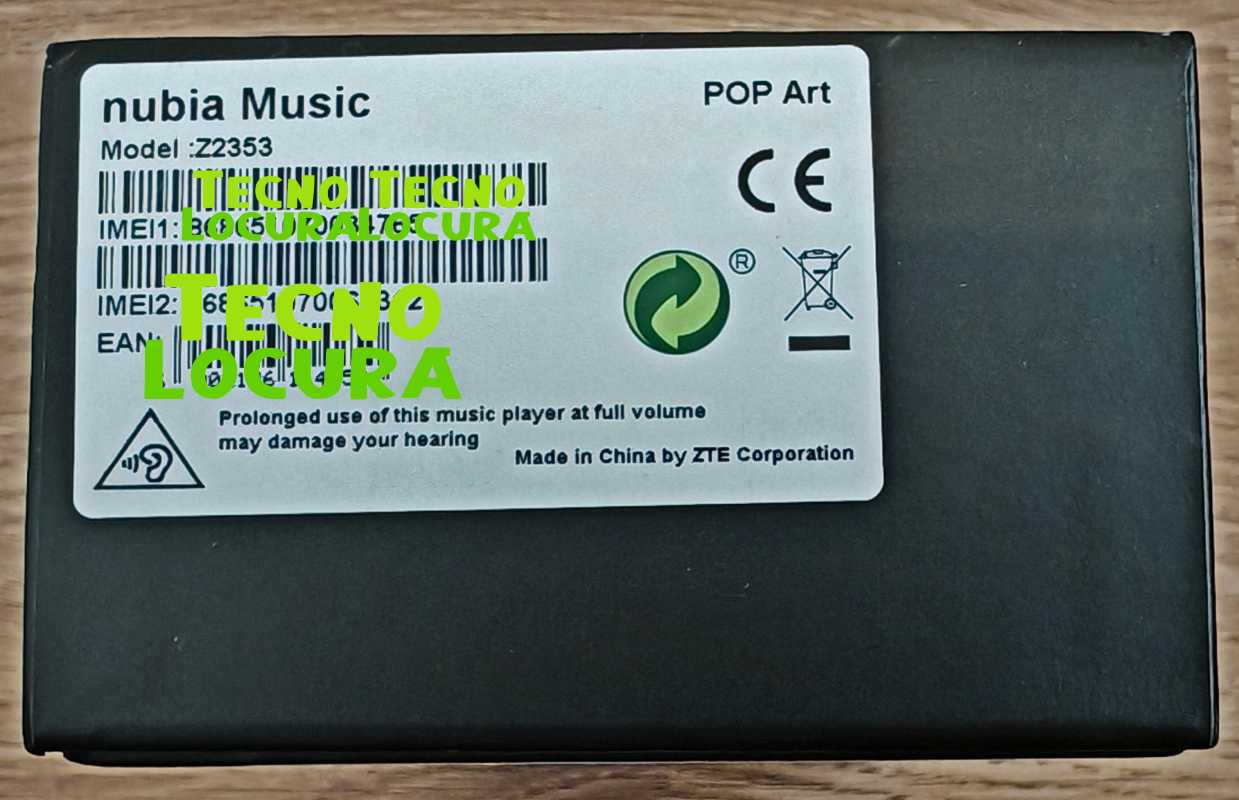 nubia Music
POP Art
Model :Z2353
CE
Tecno Tecno
LocuraLocura
IMEI1:
®
IMEI2:
Tecno
EAN:
Locura
Prolonged use of this music player at full volume
may damage your hearing
Made in China by ZTE Corporation